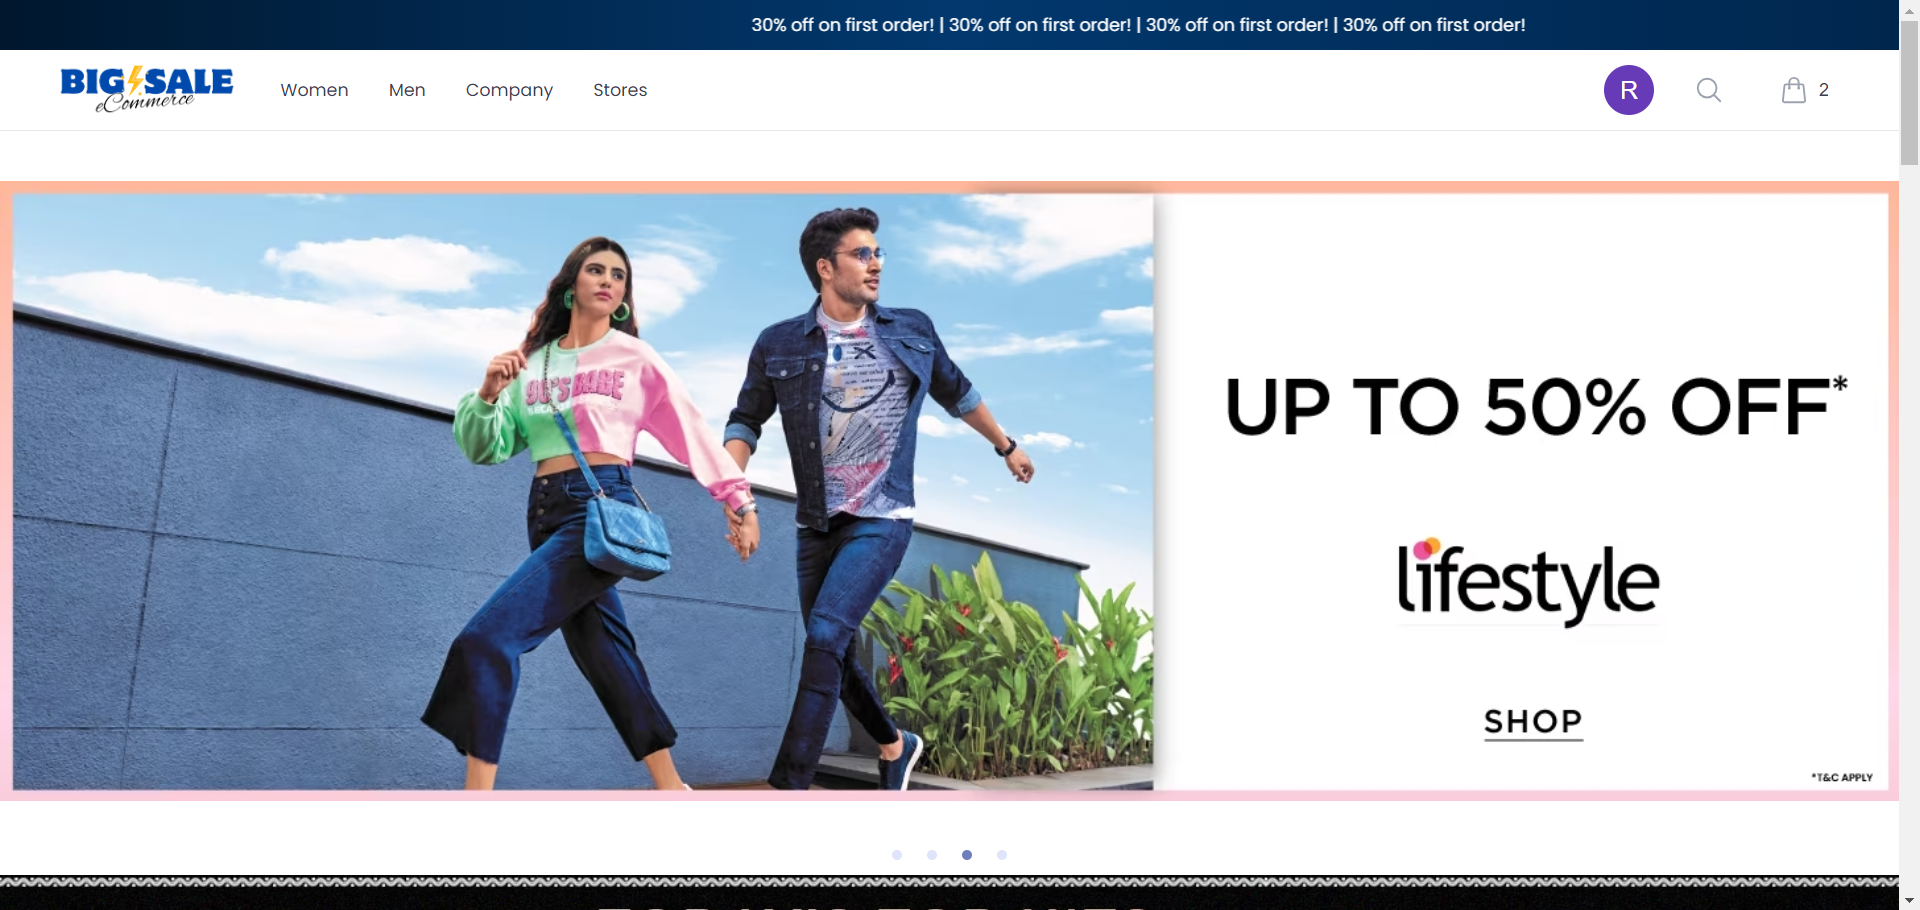 30% off on first order! | 30% off on first order! | 30% off on first order! | 30% off on first order!
BIG SALE
eCommerce
Women Men Company Stores
R
2
90'S BABE
UP TO 50% OFF*
lifestyle
SHOP
*T&C APPLY